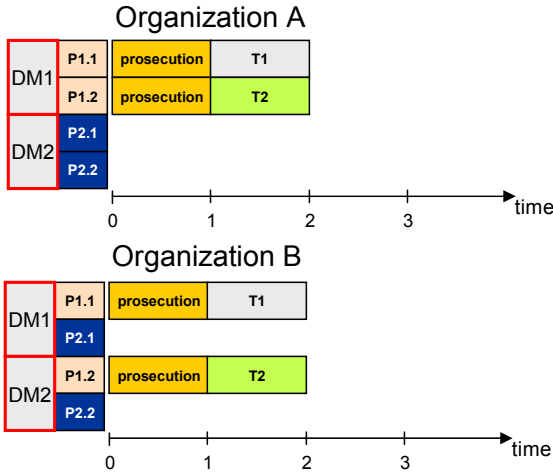 Organization A
DM1 P1.1 prosecution T1
P1.2 prosecution T2
DM2 P2.1
P2.2
0 1 2 3 time
Organization B
DM1 P1.1 prosecution T1
P2.1
DM2 P1.2 prosecution T2
P2.2
0 1 2 3 time